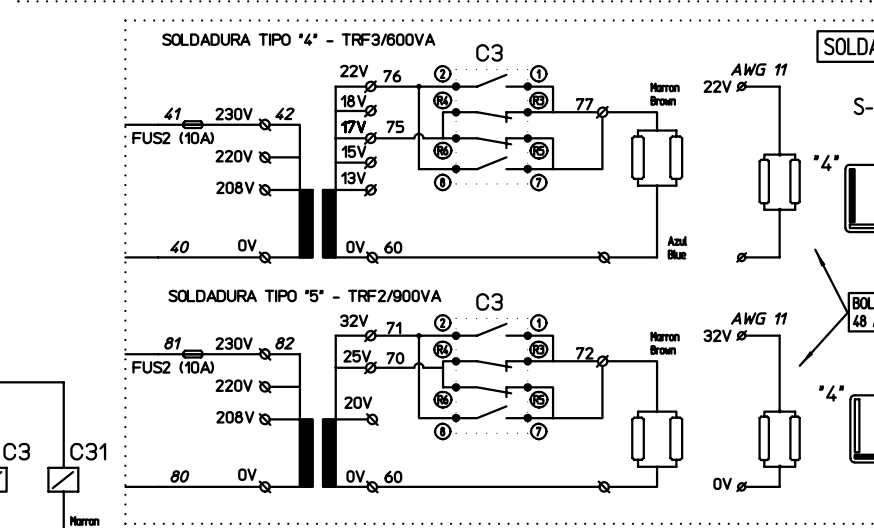 SOLDADURA TIPO "4" - TRF3/600VA
C3
SOLDA
22V 76 2 1 Marron AWG 11
18V R4 R3 77 Brown 22V S-
41 230V 42 17V 75
FUS2 (10A) R6 R5 "4"
220V 15V
208V 13V 8 7
40 0V 0V 60 Azul
Blue
SOLDADURA TIPO "5" - TRF2/900VA
C3 BOL
32V 71 2 1 AWG 11 48
81 230V 82 25V 70 R4 R3 72 Marron 32V
FUS2 (10A) Brown
220V R6 R5 "4"
208V 20V
C3 C31 8 7
80 0V 0V 60 0V
Marron